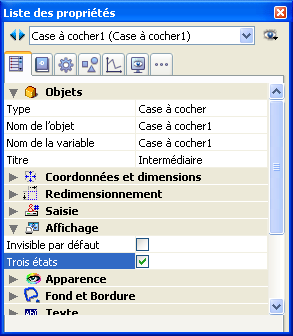 Liste des propriétés
Case à cocher1 (Case à cocher1)
Objets
Type Case à cocher
Nom de l'objet Case à cocher1
Nom de la variable Case à cocher1
Titre Intermédiaire
Coordonnées et dimensions
Redimensionnement
Saisie
Affichage
Invisible par défaut
Trois états
Apparence
Fond et Bordure
Texte